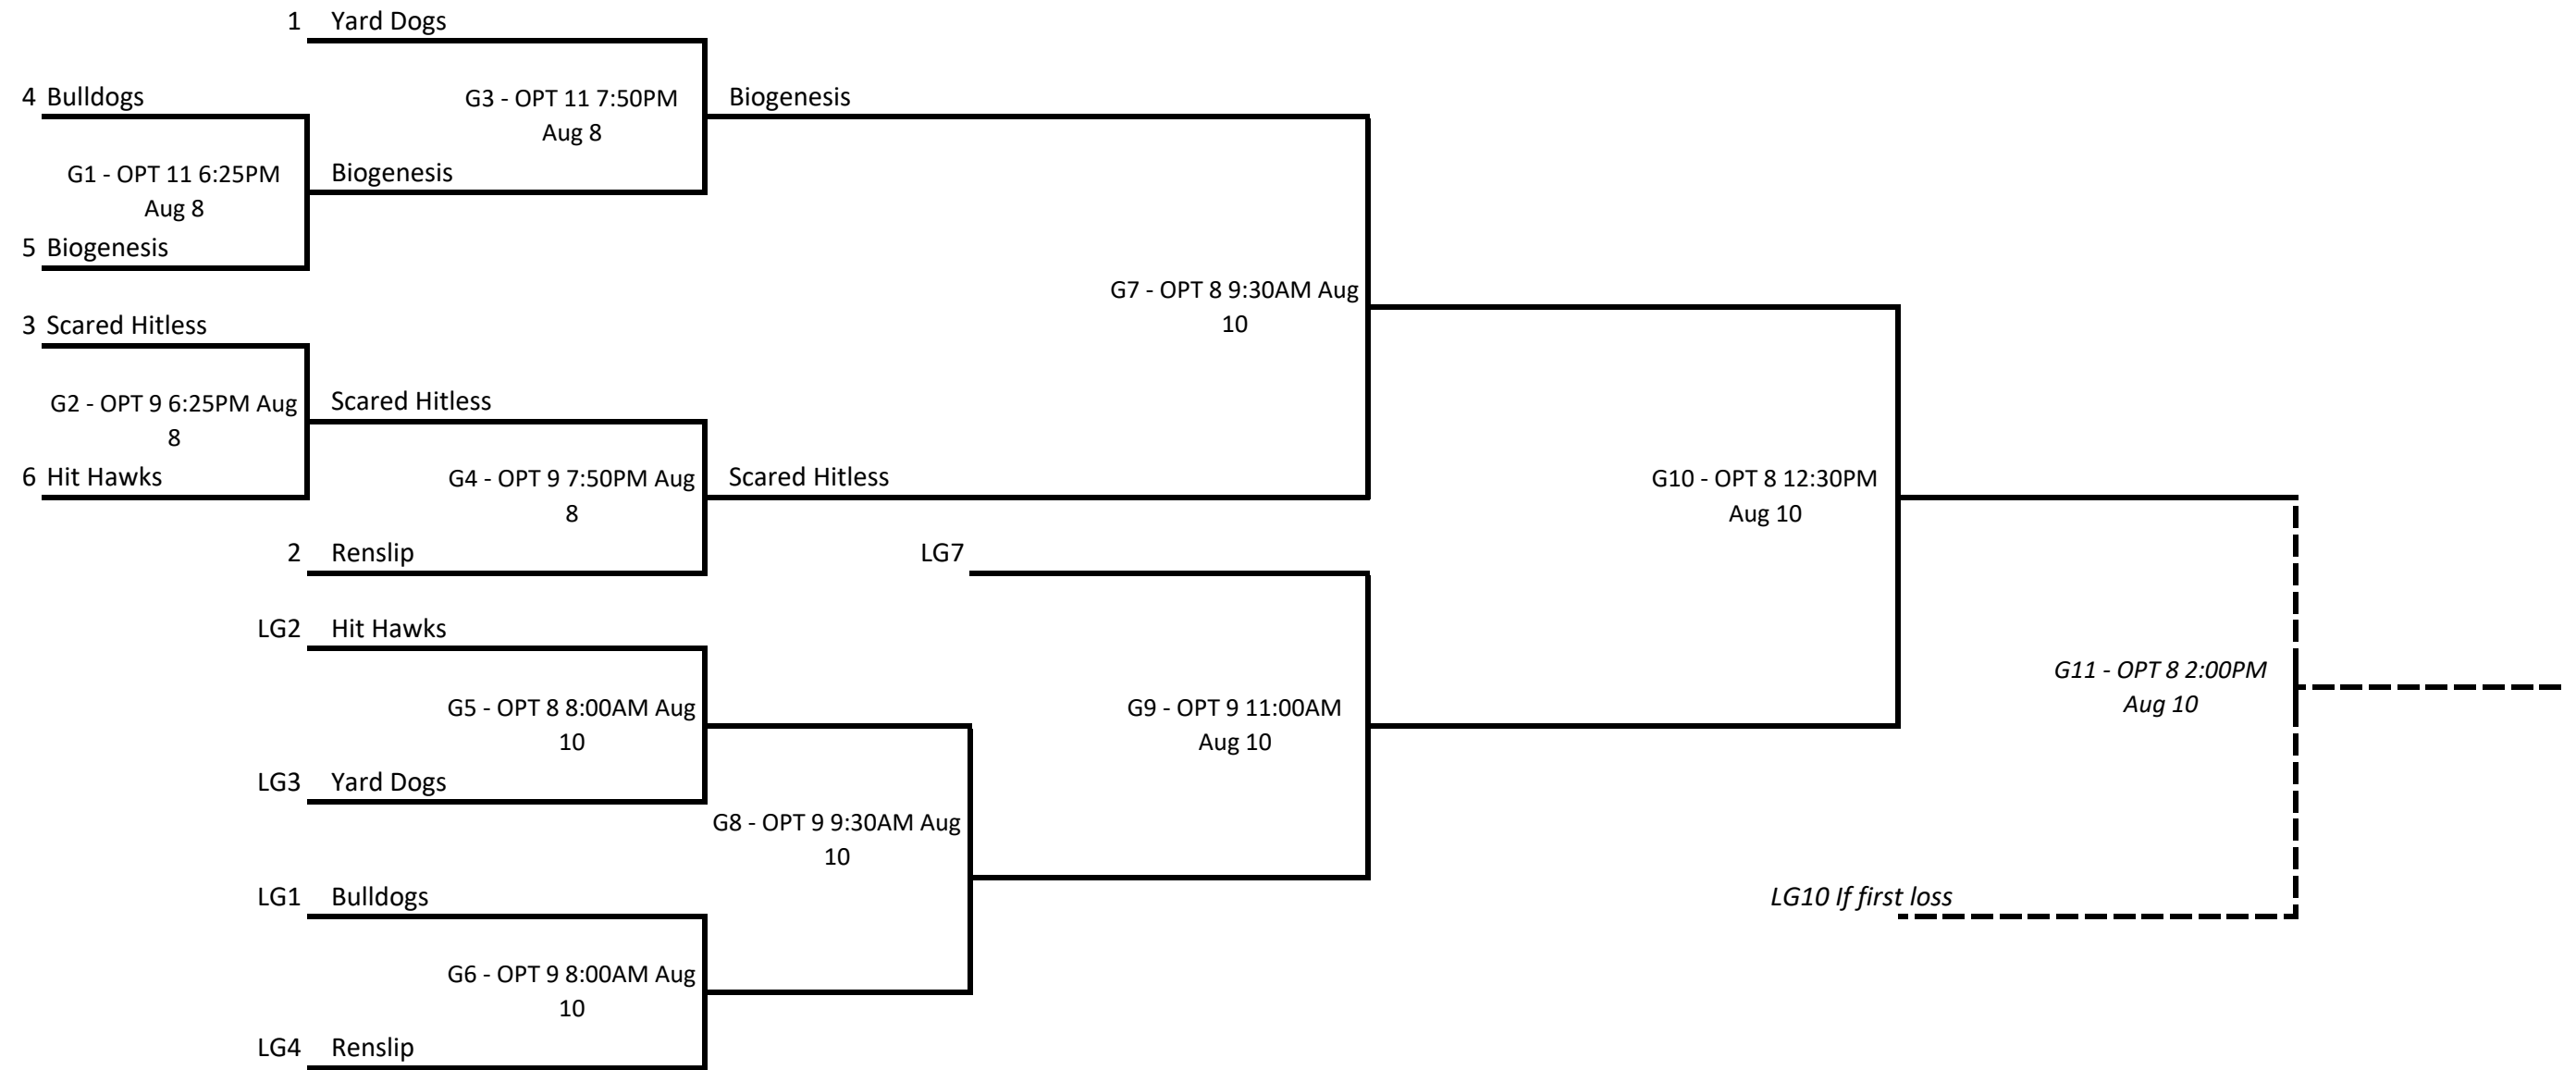 1 Yard Dogs
4 Bulldogs
G3 - OPT 11 7:50PM
Aug 8
Biogenesis
G1 - OPT 11 6:25PM
Aug 8
Biogenesis
5 Biogenesis
3 Scared Hitless
G7 - OPT 8 9:30AM Aug
10
G2 - OPT 9 6:25PM Aug
8
Scared Hitless
6 Hit Hawks
G4 - OPT 9 7:50PM Aug
8
Scared Hitless
G10 - OPT 8 12:30PM
Aug 10
2 Renslip
LG7
LG2 Hit Hawks
G5 - OPT 8 8:00AM Aug
10
G9 - OPT 9 11:00AM
Aug 10
G11 - OPT 8 2:00PM
Aug 10
LG3 Yard Dogs
G8 - OPT 9 9:30AM Aug
10
LG1 Bulldogs
LG10 If first loss
G6 - OPT 9 8:00AM Aug
10
LG4 Renslip